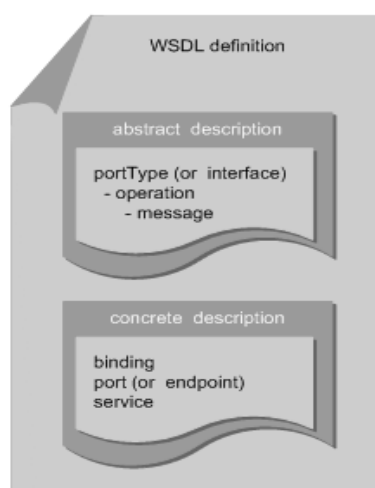 WSDL definition
abstract description
portType (or interface)
- operation
- message
concrete description
binding
port (or endpoint)
service